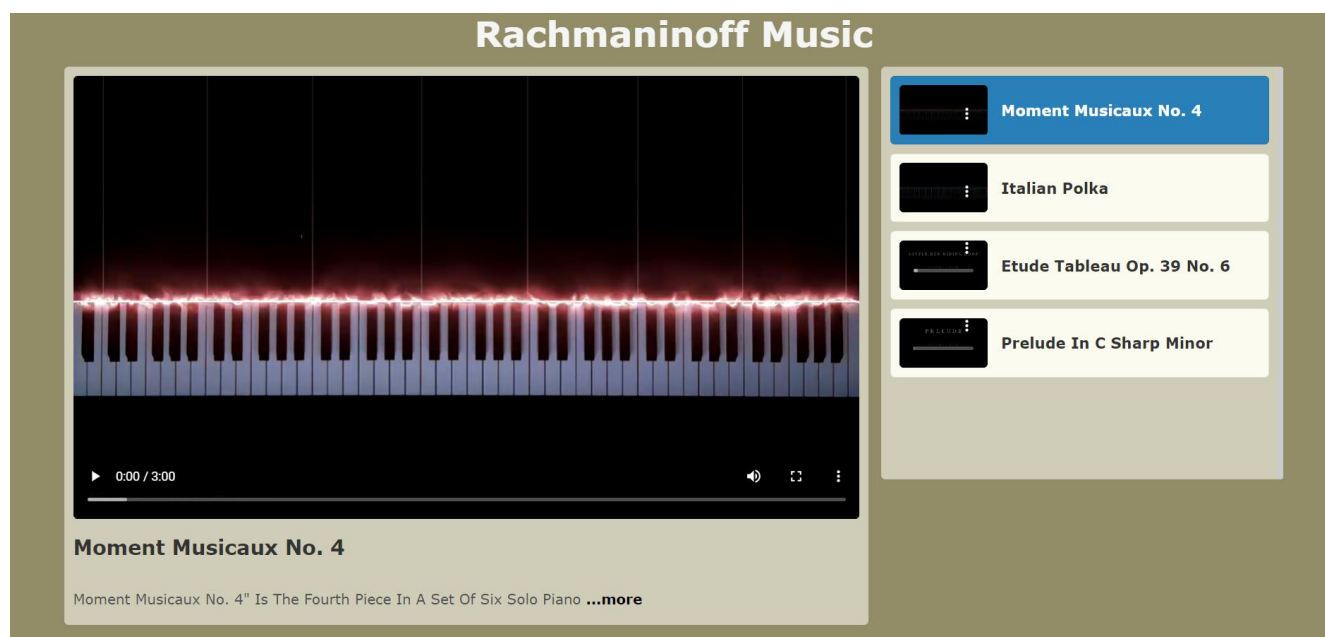 Rachmaninoff Music
0:00 / 3:00
Moment Musicaux No. 4
Moment Musicaux No. 4" Is The Fourth Piece In A Set Of Six Solo Piano ...more
Moment Musicaux No. 4
Italian Polka
Etude Tableau Op. 39 No. 6
PRELUDE
Prelude In C Sharp Minor